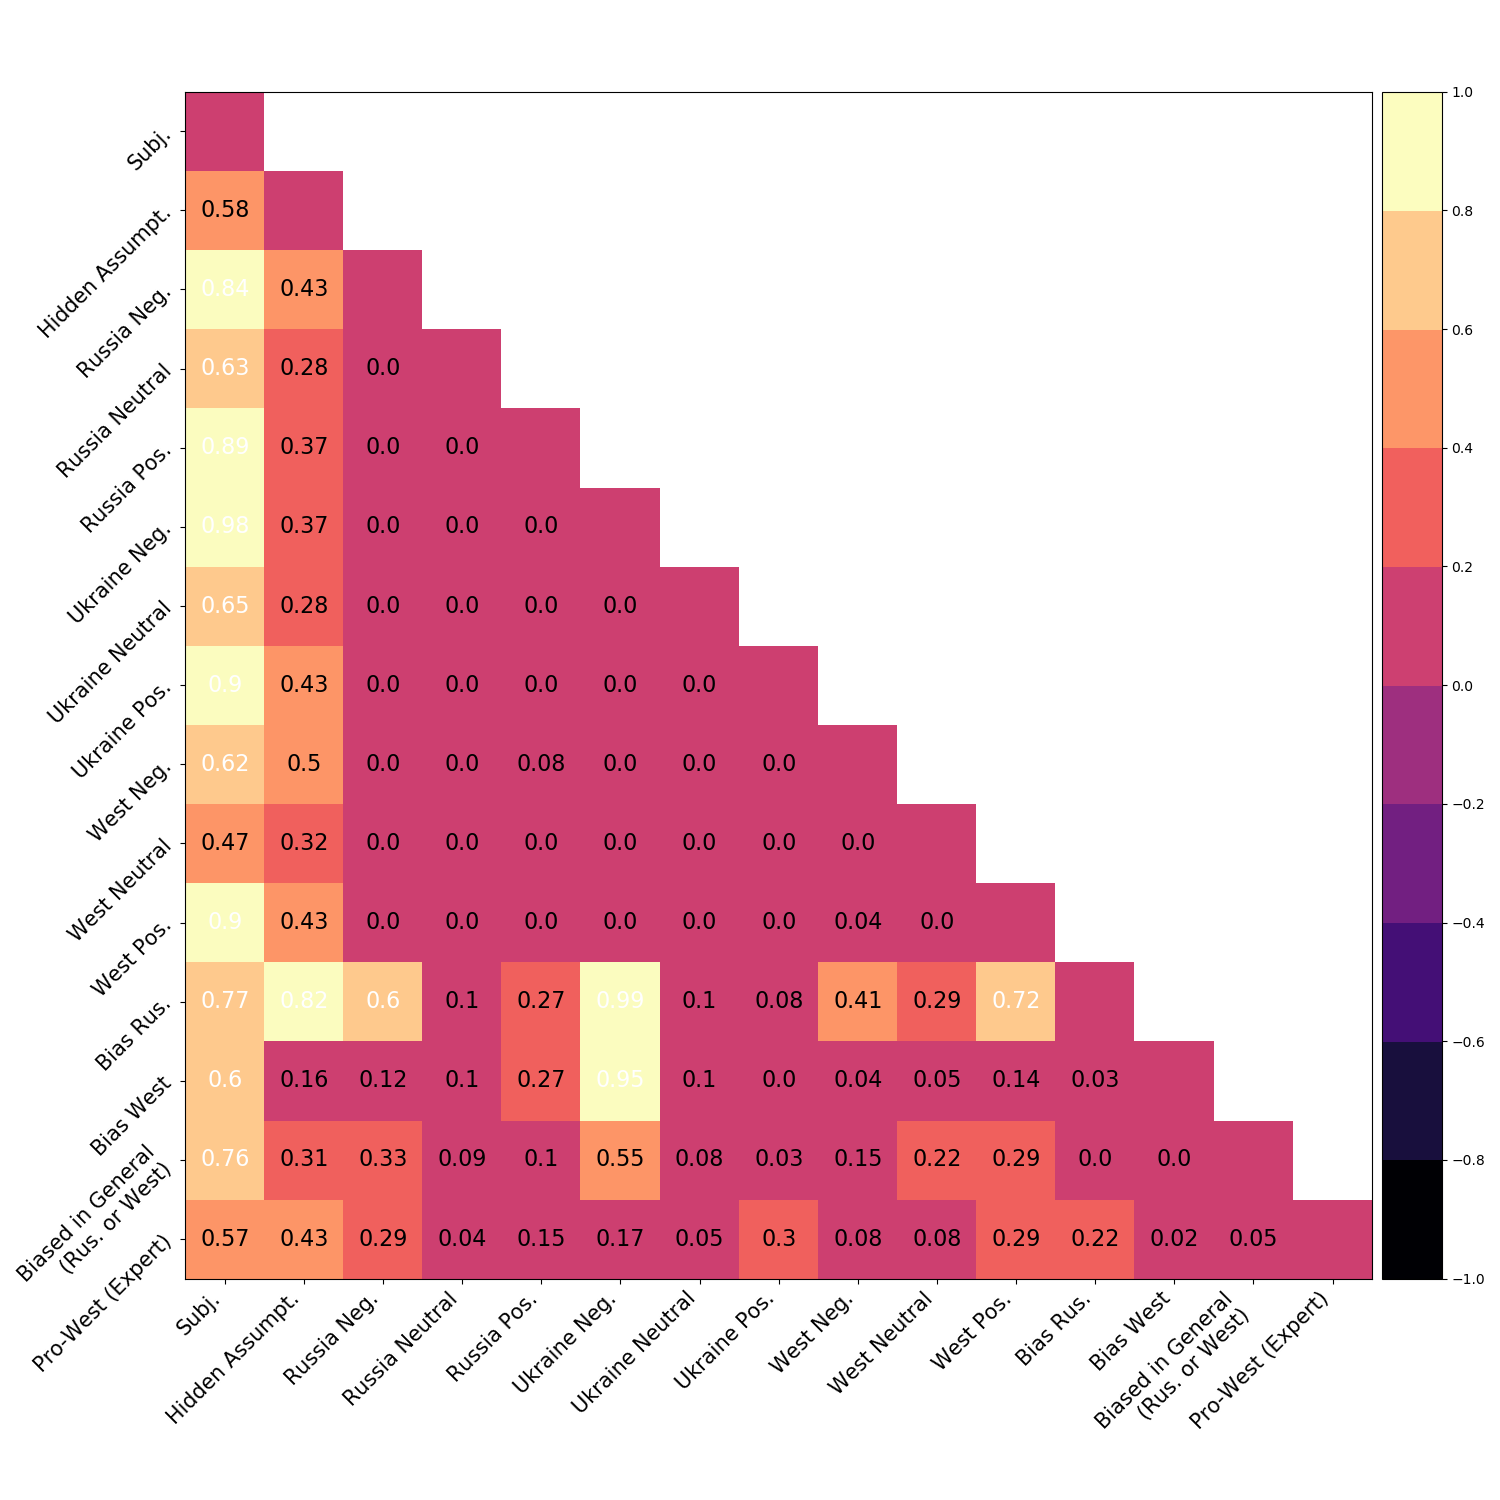 1.0
Subj.
0.58
Hidden Assumpt.
0.8
0.84 0.43
Russia Neg.
0.63 0.28 0.0
Russia Neutral
0.6
0.89 0.37 0.0 0.0
Russia Pos.
0.4
0.98 0.37 0.0 0.0 0.0
Ukraine Neg.
0.2
0.65 0.28 0.0 0.0 0.0 0.0
Ukraine Neutral
0.9 0.43 0.0 0.0 0.0 0.0 0.0
Ukraine Pos.
0.0
0.62 0.5 0.0 0.0 0.08 0.0 0.0 0.0
West Neg.
−0.2
0.47 0.32 0.0 0.0 0.0 0.0 0.0 0.0 0.0
West Neutral
0.9 0.43 0.0 0.0 0.0 0.0 0.0 0.0 0.04 0.0
West Pos.
−0.4
0.77 0.82 0.6 0.1 0.27 0.99 0.1 0.08 0.41 0.29 0.72
Bias Rus.
−0.6
0.6 0.16 0.12 0.1 0.27 0.95 0.1 0.0 0.04 0.05 0.14 0.03
Bias West
−0.8
0.76 0.31 0.33 0.09 0.1 0.55 0.08 0.03 0.15 0.22 0.29 0.0 0.0
Biased in General
(Rus. or West)
0.57 0.43 0.29 0.04 0.15 0.17 0.05 0.3 0.08 0.08 0.29 0.22 0.02 0.05
Pro-West (Expert)
−1.0
Subj.
Hidden Assumpt.
Russia Neg.
Russia Neutral
Russia Pos.
Ukraine Neg.
Ukraine Neutral
Ukraine Pos.
West Neg.
West Neutral
West Pos.
Bias Rus.
Bias West
Biased in General
(Rus. or West)
Pro-West (Expert)